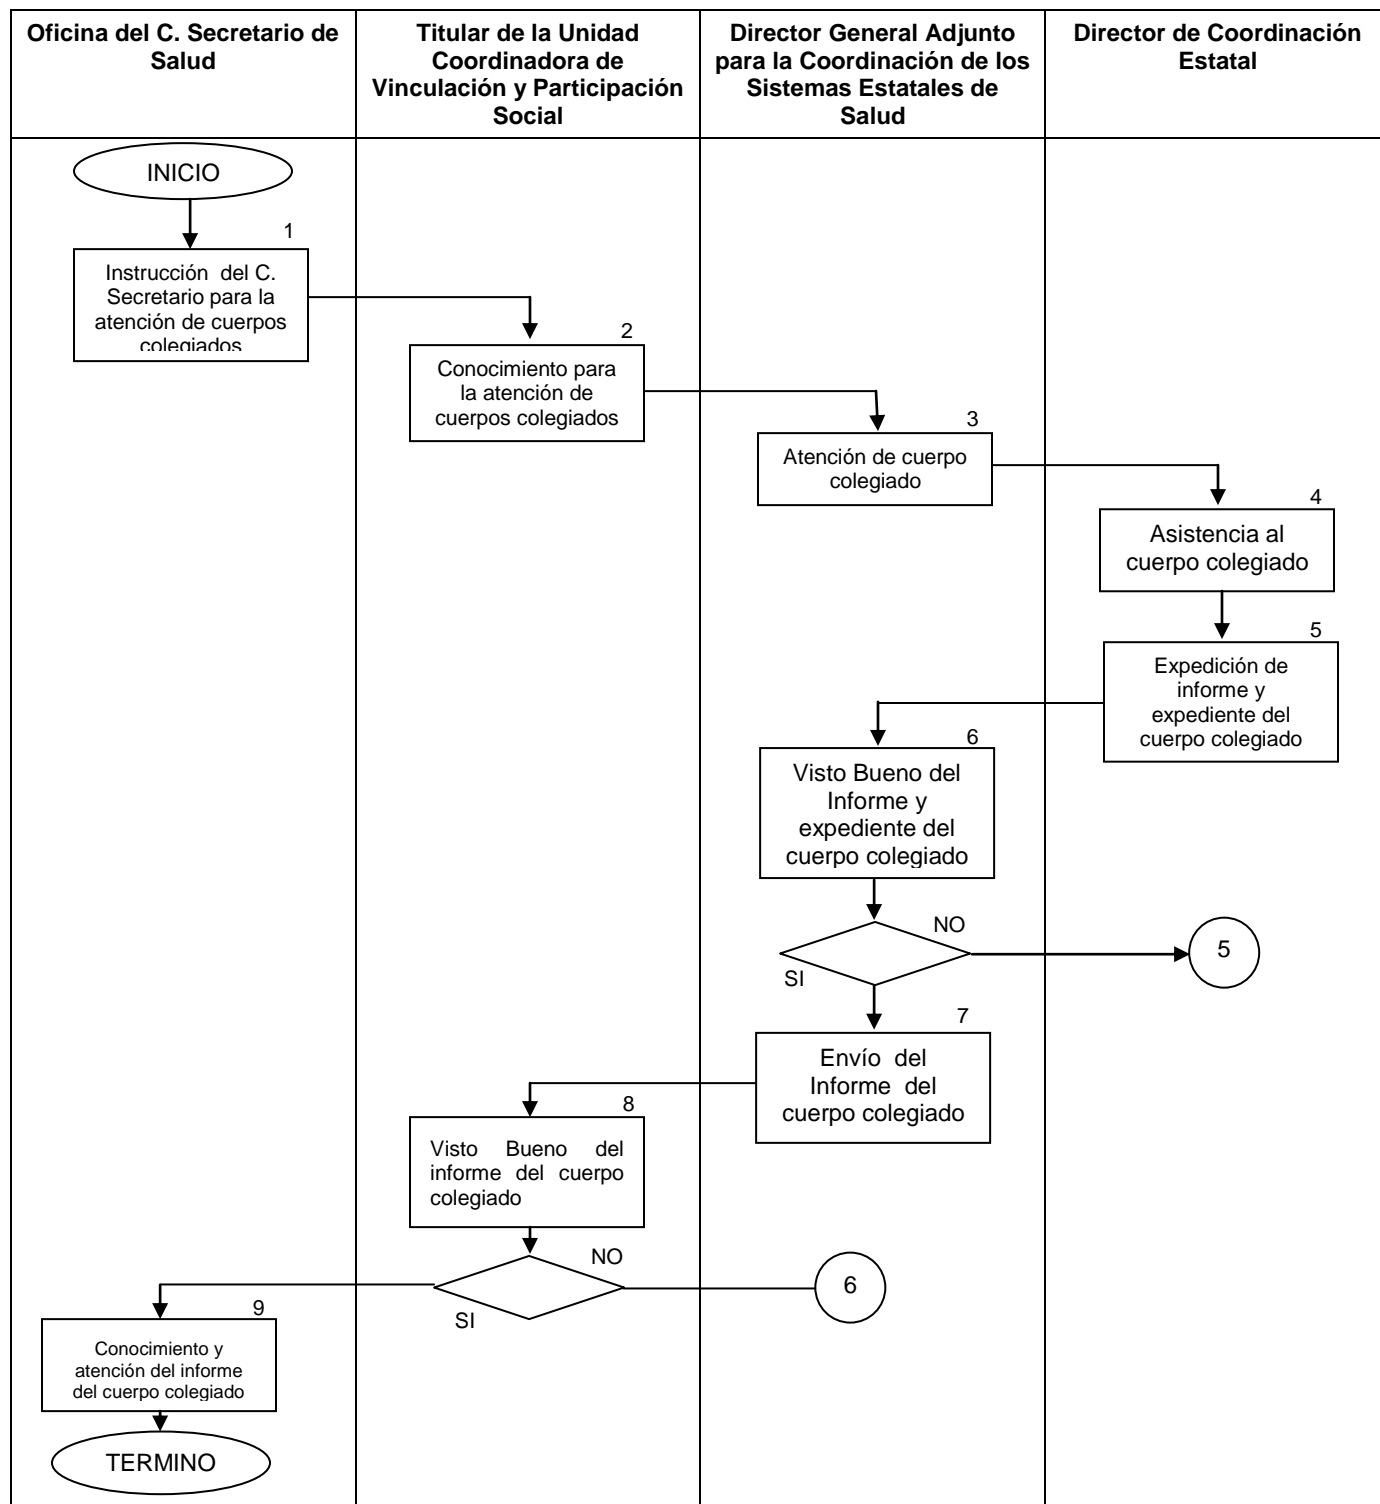 Oficina del C. Secretario de
Salud
Titular de la Unidad
Coordinadora de
Vinculación y Participación
Social
Director General Adjunto
para la Coordinación de los
Sistemas Estatales de
Salud
Director de Coordinación
Estatal
INICIO
1
Instrucción del C.
Secretario para la
atención de cuerpos
colegiados
2
Conocimiento para
la atención de
cuerpos colegiados
3
Atención de cuerpo
colegiado
4
Asistencia al
cuerpo colegiado
5
Expedición de
informe y
expediente del
cuerpo colegiado
6
Visto Bueno del
Informe y
expediente del
cuerpo colegiado
NO
SI
5
7
Envío del
Informe del
cuerpo colegiado
8
Visto Bueno del
informe del cuerpo
colegiado
NO
SI
6
9
Conocimiento y
atención del informe
del cuerpo colegiado
TERMINO